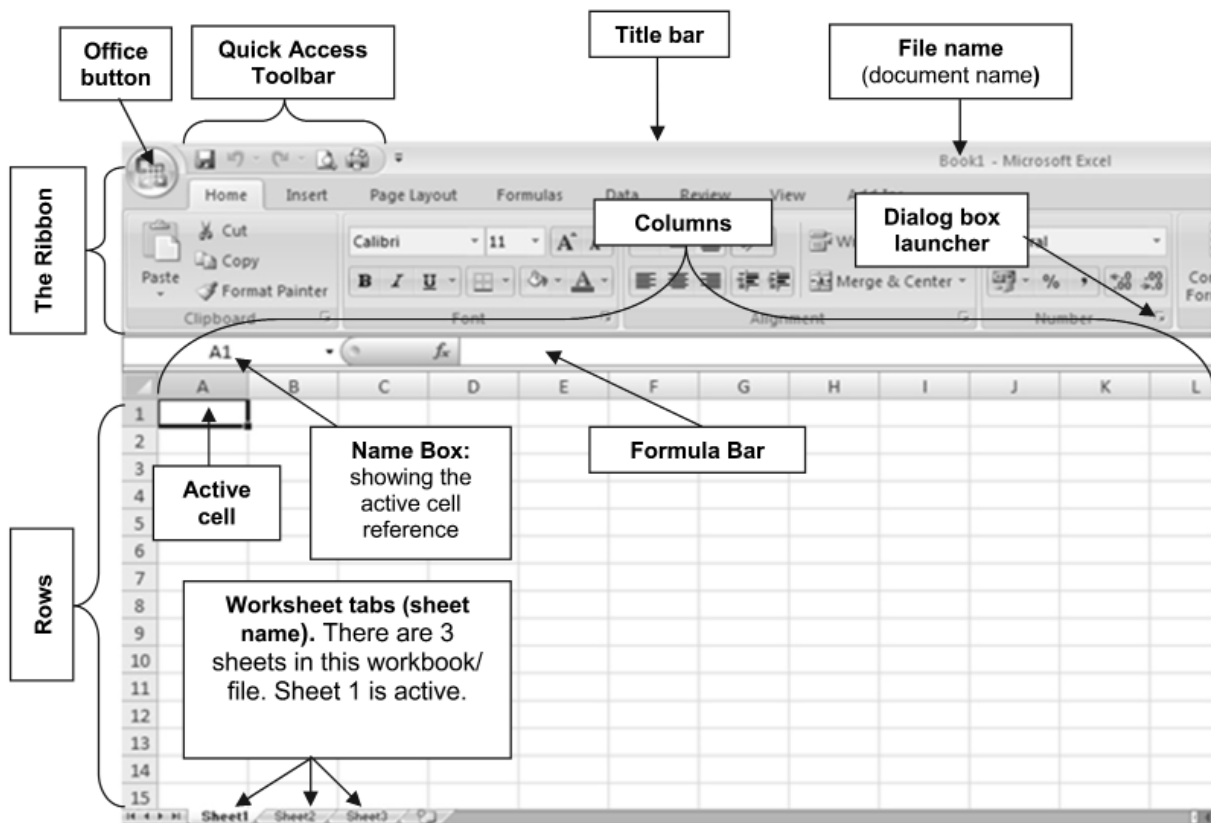 Office
button
Quick Access
Toolbar
Title bar
File name
(document name)
Book1 - Microsoft Excel
The Ribbon
Home Insert Page Layout Formulas Data Review View
Columns
Dialog box
launcher
Cut
Copy
Format Painter
Paste
Calibri 11
B I U
Merge & Center
%
Clipboard Font Alignment Number
A1 fx
A B C D E F G H I J K L
1
2
3
4
5
6
7
8
9
10
11
12
13
14
15
Active
cell
Name Box:
showing the
active cell
reference
Formula Bar
Rows
Worksheet tabs (sheet
name). There are 3
sheets in this workbook/
file. Sheet 1 is active.
Sheet1 Sheet2 Sheet3